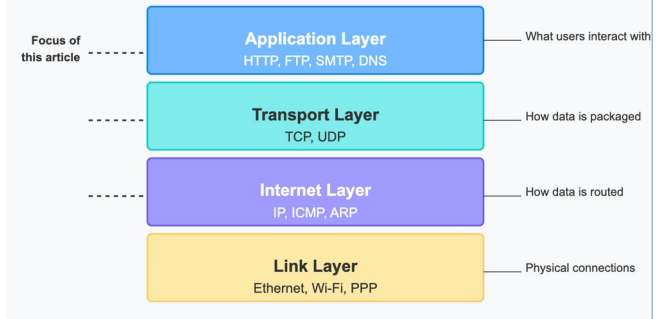 Focus of
this article
Application Layer
HTTP, FTP, SMTP, DNS
What users interact with
Transport Layer
TCP, UDP
How data is packaged
Internet Layer
IP, ICMP, ARP
How data is routed
Link Layer
Ethernet, Wi-Fi, PPP
Physical connections